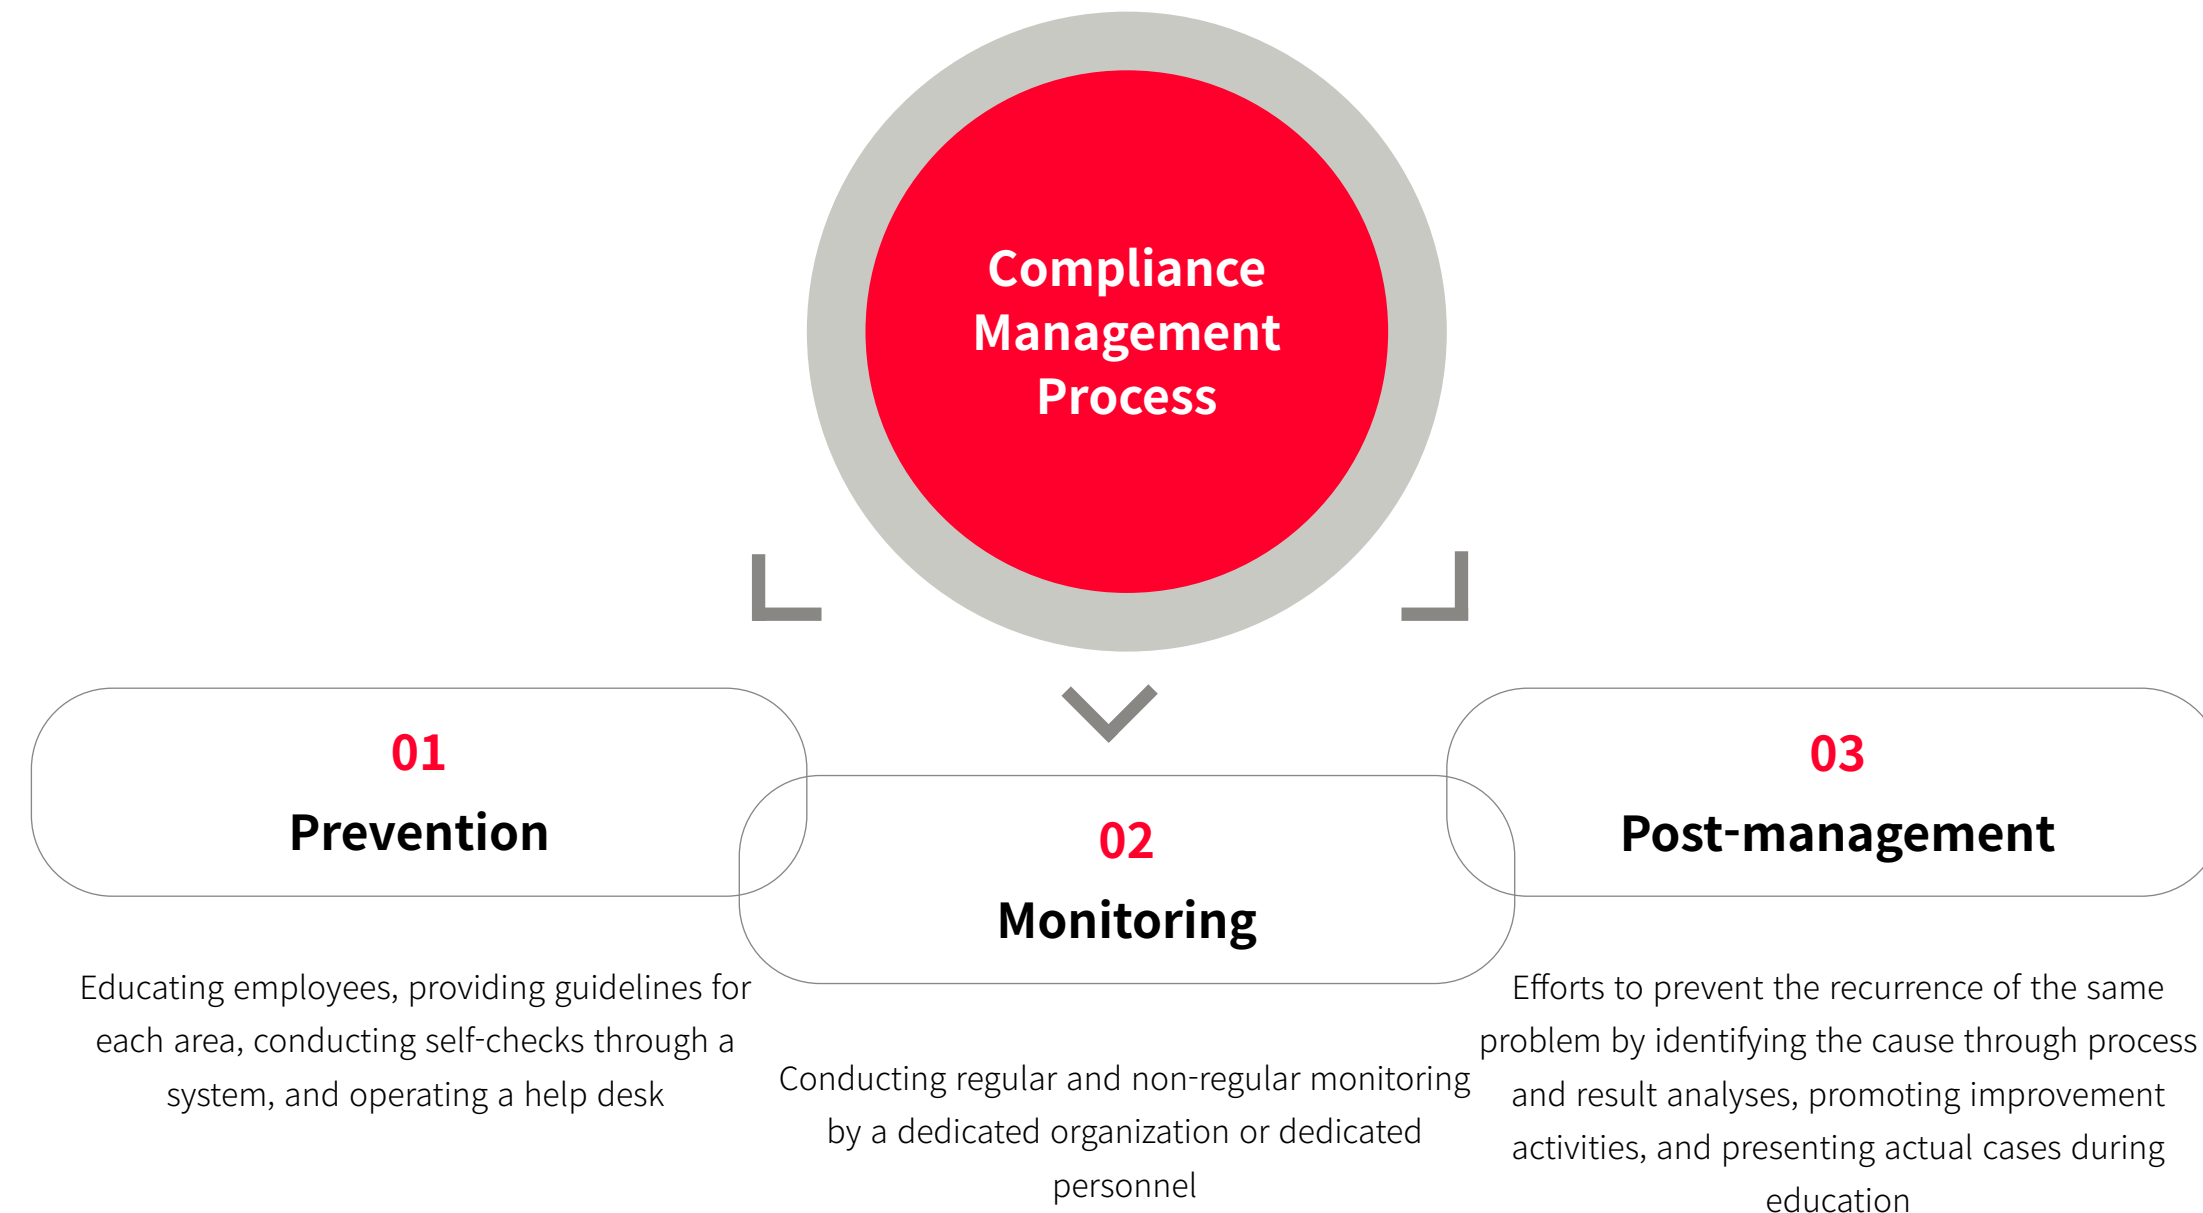 Compliance
Management
Process
01
Prevention
Educating employees, providing guidelines for
each area, conducting self-checks through a
system, and operating a help desk
02
Monitoring
Conducting regular and non-regular monitoring
by a dedicated organization or dedicated
personnel
03
Post-management
Efforts to prevent the recurrence of the same
problem by identifying the cause through process
and result analyses, promoting improvement
activities, and presenting actual cases during
education